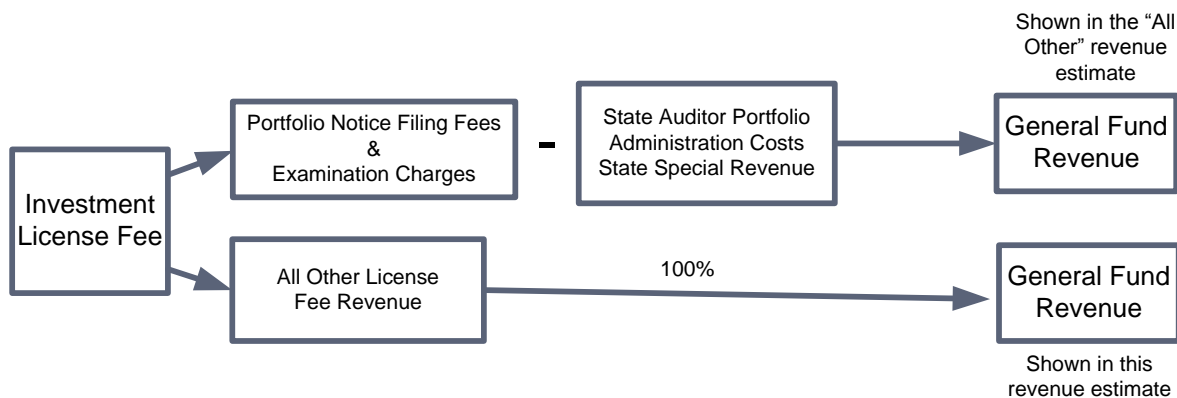 Shown in the “All
Other” revenue
estimate
Portfolio Notice Filing Fees
&
Examination Charges
-
State Auditor Portfolio
Administration Costs
State Special Revenue
General Fund
Revenue
Investment
License Fee
All Other License
Fee Revenue
100%
General Fund
Revenue
Shown in this
revenue estimate